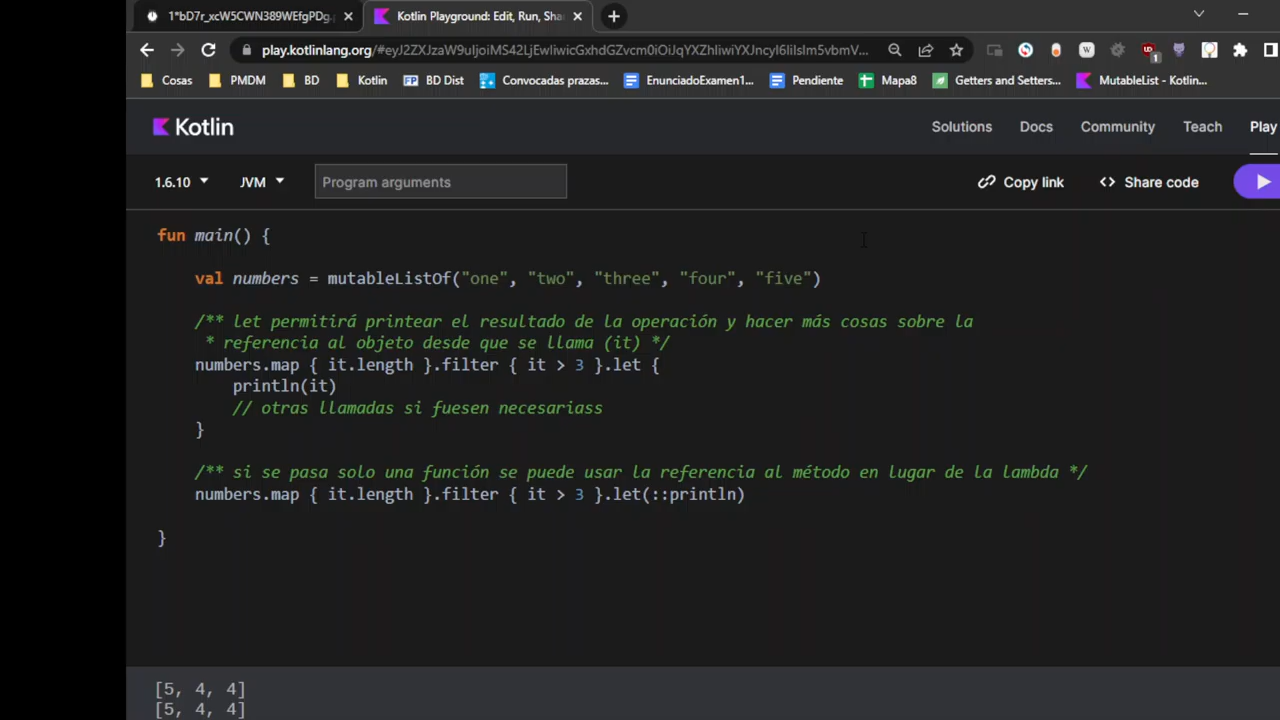 1*bD7r_xcW5CWN389WEfgPDg.
Kotlin Playground: Edit, Run, Sha
play.kotlinlang.org/#eyJ2ZXJzaW9uIjoiMS42LjEwIiwicGxhdGZvcm0iOiJqYXZhIiwiYXJncyI6IiIsIm5vbmV...
Cosas PMDM BD Kotlin BD Dist Convocadas prazas... EnunciadoExamen1... Pendiente Mapa8 Getters and Setters... MutableList - Kotlin...
Kotlin Solutions Docs Community Teach Play
1.6.10 JVM Program arguments Copy link Share code
fun main() {
val numbers = mutableListOf("one", "two", "three", "four", "five")
/** let permitirá printear el resultado de la operación y hacer más cosas sobre la
* referencia al objeto desde que se llama (it) */
numbers.map { it.length }.filter { it > 3 }.let {
println(it)
// otras llamadas si fuesen necesariass
}
/** si se pasa solo una función se puede usar la referencia al método en lugar de la lambda */
numbers.map { it.length }.filter { it > 3 }.let(::println)
}
[5, 4, 4]
[5, 4, 4]